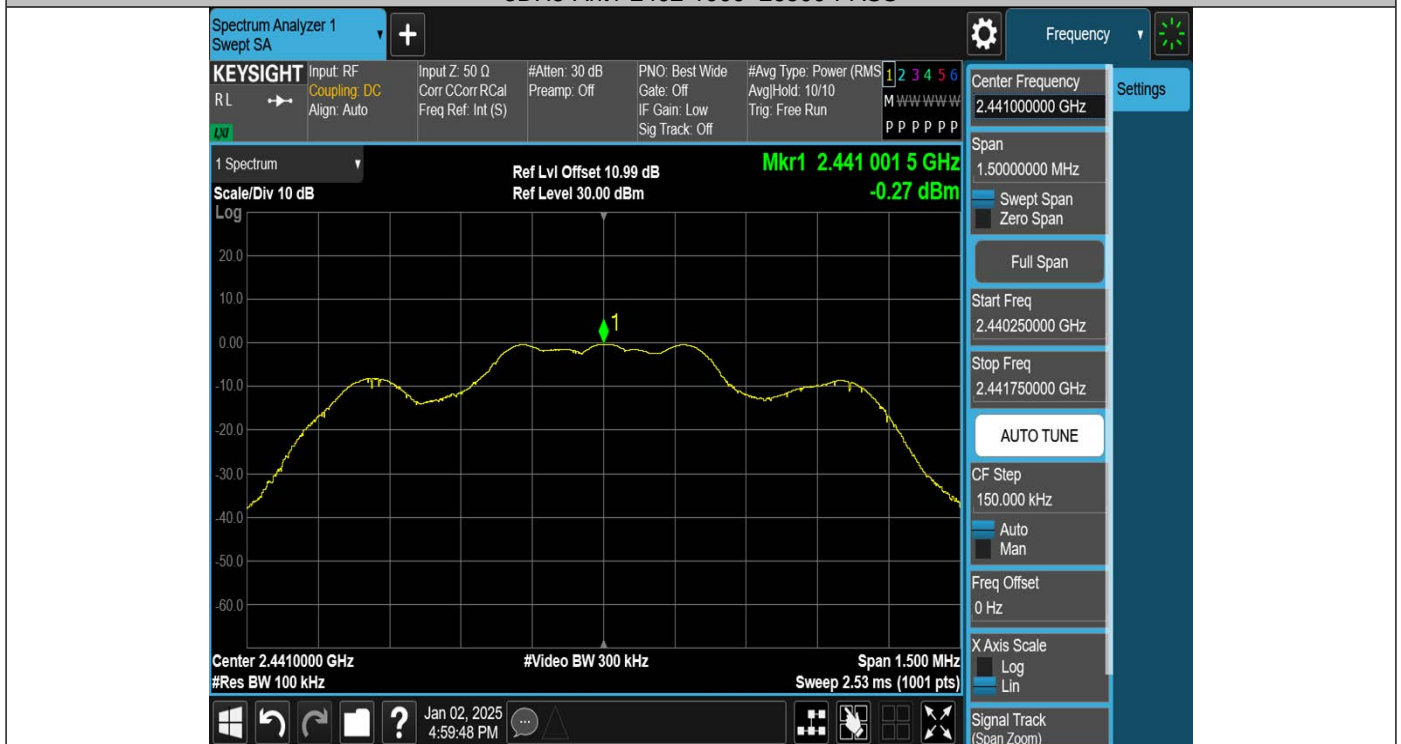 Spectrum Analyzer 1
Swept SA
+
Frequency
KEYSIGHT
RL
LXI
Input: RF
Coupling: DC
Align: Auto
Input Z: 50 Ω
Corr CCorr RCal
Freq Ref: Int (S)
#Atten: 30 dB
Preamp: Off
PNO: Best Wide
Gate: Off
IF Gain: Low
Sig Track: Off
#Avg Type: Power (RMS
Avg|Hold: 10/10
Trig: Free Run
1 2 3 4 5 6
M W W W W W
P P P P P P
1 Spectrum
Scale/Div 10 dB
Log
Ref Lvl Offset 10.99 dB
Ref Level 30.00 dBm
Mkr1 2.441 001 5 GHz
-0.27 dBm
20.0
10.0
1
0.00
-10.0
-20.0
-30.0
-40.0
-50.0
-60.0
Center 2.4410000 GHz
#Res BW 100 kHz
#Video BW 300 kHz
Span 1.500 MHz
Sweep 2.53 ms (1001 pts)
?
Jan 02, 2025
4:59:48 PM
Center Frequency
2.441000000 GHz
Settings
Span
1.50000000 MHz
Swept Span
Zero Span
Full Span
Start Freq
2.440250000 GHz
Stop Freq
2.441750000 GHz
AUTO TUNE
CF Step
150.000 kHz
Auto
Man
Freq Offset
0 Hz
X Axis Scale
Log
Lin
Signal Track
(Span Zoom)